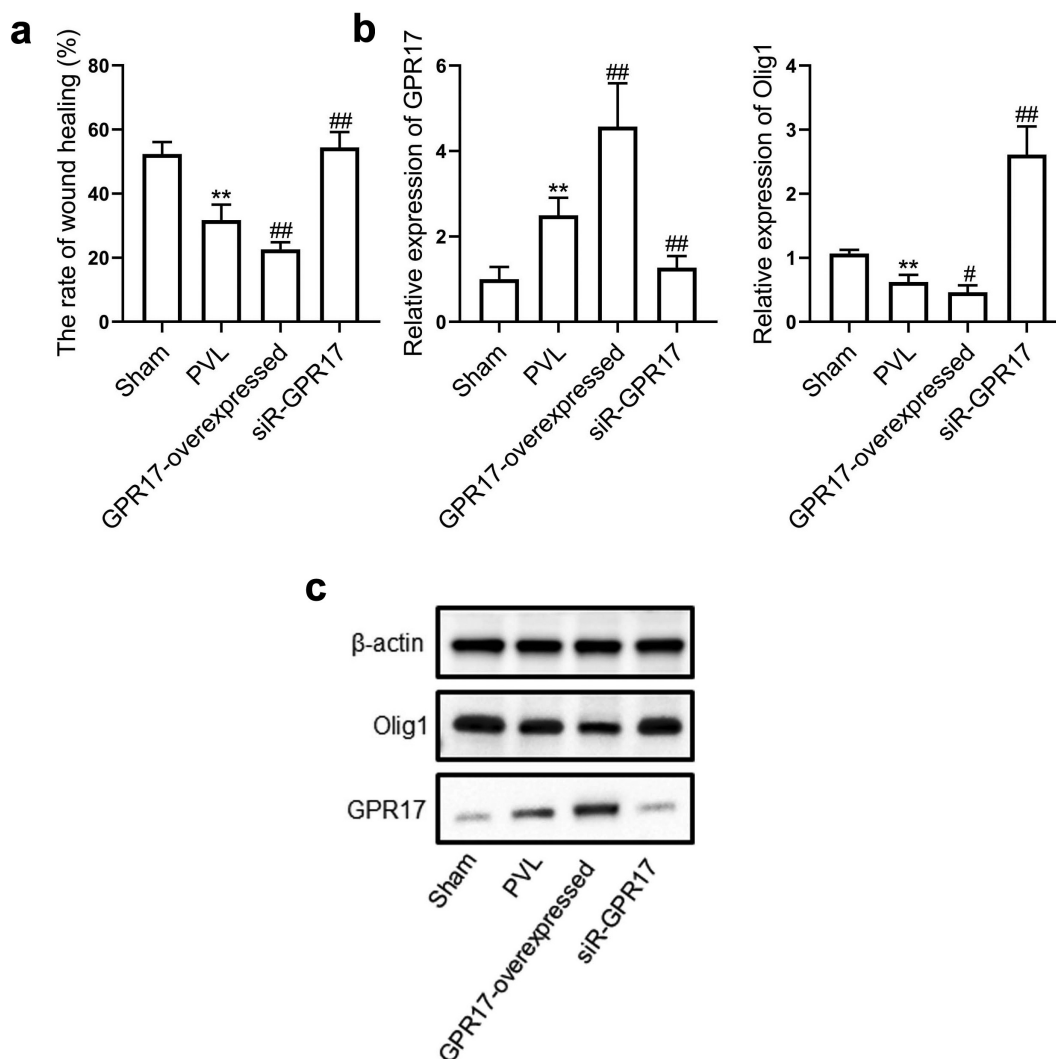 a
The rate of wound healing (%)
80
60
40
20
0
**
##
##
Sham
PVL
GPR17-overexpressed
siR-GPR17
b
Relative expression of GPR17
6
4
2
0
**
##
##
Sham
PVL
GPR17-overexpressed
siR-GPR17
Relative expression of Olig1
4
3
2
1
0
**
#
##
Sham
PVL
GPR17-overexpressed
siR-GPR17
c
β-actin
Olig1
GPR17
Sham
PVL
GPR17-overexpressed
siR-GPR17